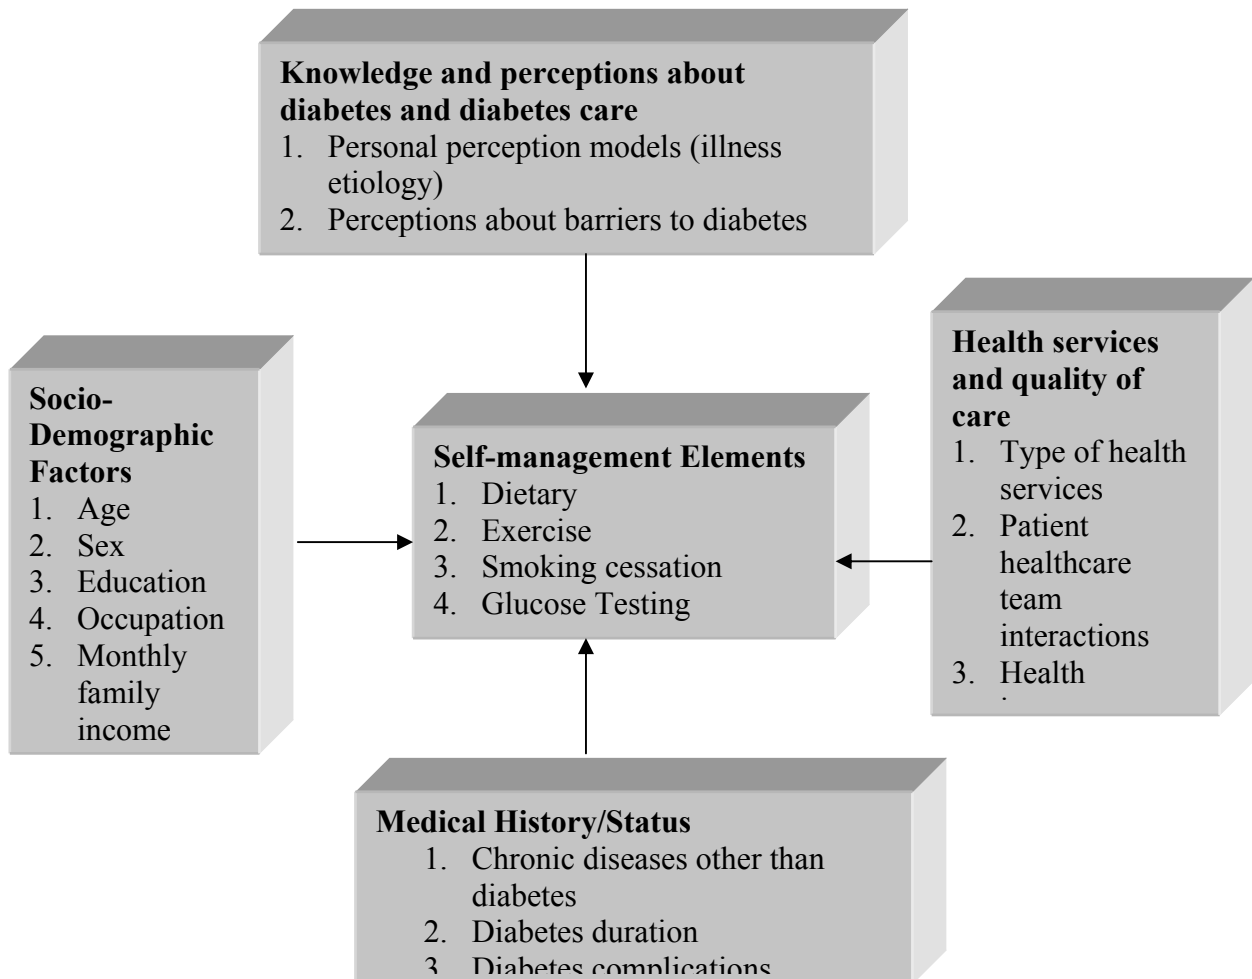 Knowledge and perceptions about
diabetes and diabetes care
1. Personal perception models (illness
etiology)
2. Perceptions about barriers to diabetes
Socio-
Demographic
Factors
1. Age
2. Sex
3. Education
4. Occupation
5. Monthly
family
income
Self-management Elements
1. Dietary
2. Exercise
3. Smoking cessation
4. Glucose Testing
Health services
and quality of
care
1. Type of health
services
2. Patient
healthcare
team
interactions
3. Health
Medical History/Status
1. Chronic diseases other than
diabetes
2. Diabetes duration
3. Diabetes complications